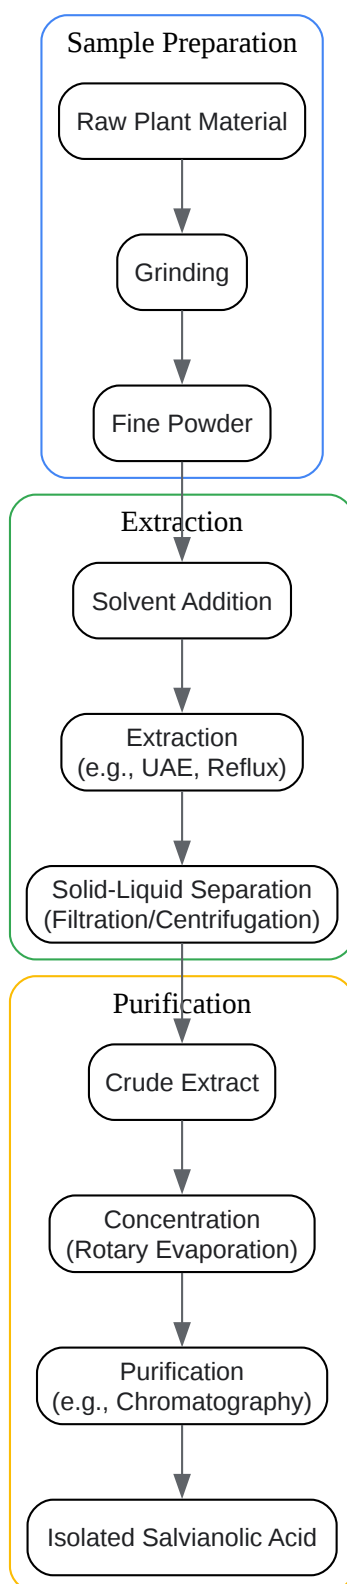 Sample Preparation
Raw Plant Material
Grinding
Fine Powder
Extraction
Solvent Addition
Extraction
(e.g., UAE, Reflux)
Solid-Liquid Separation
(Filtration/Centrifugation)
Purification
Crude Extract
Concentration
(Rotary Evaporation)
Purification
(e.g., Chromatography)
Isolated Salvianolic Acid